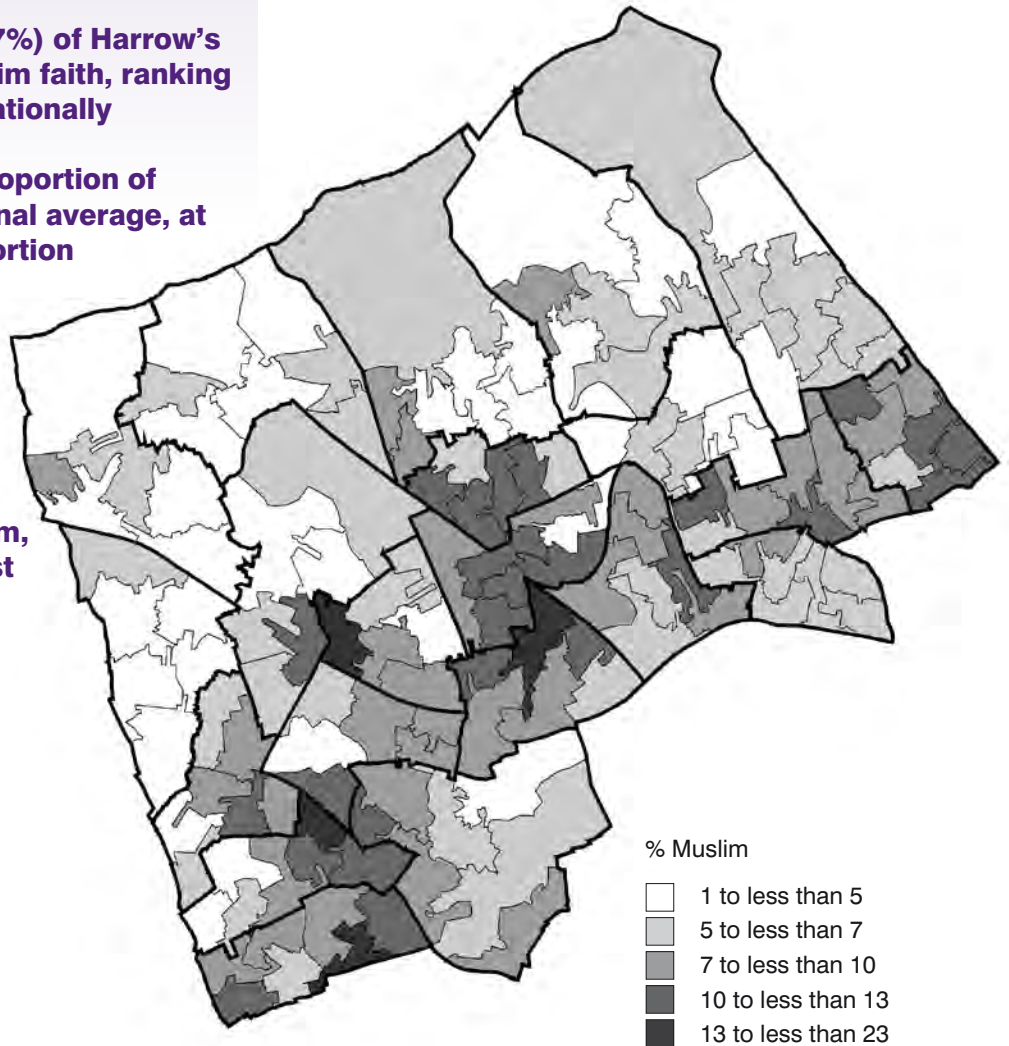 7%) of Harrow's
im faith, ranking
ationally
oportion of
nal average, at
ortion
m,
st
% Muslim
1 to less than 5
5 to less than 7
7 to less than 10
10 to less than 13
13 to less than 23